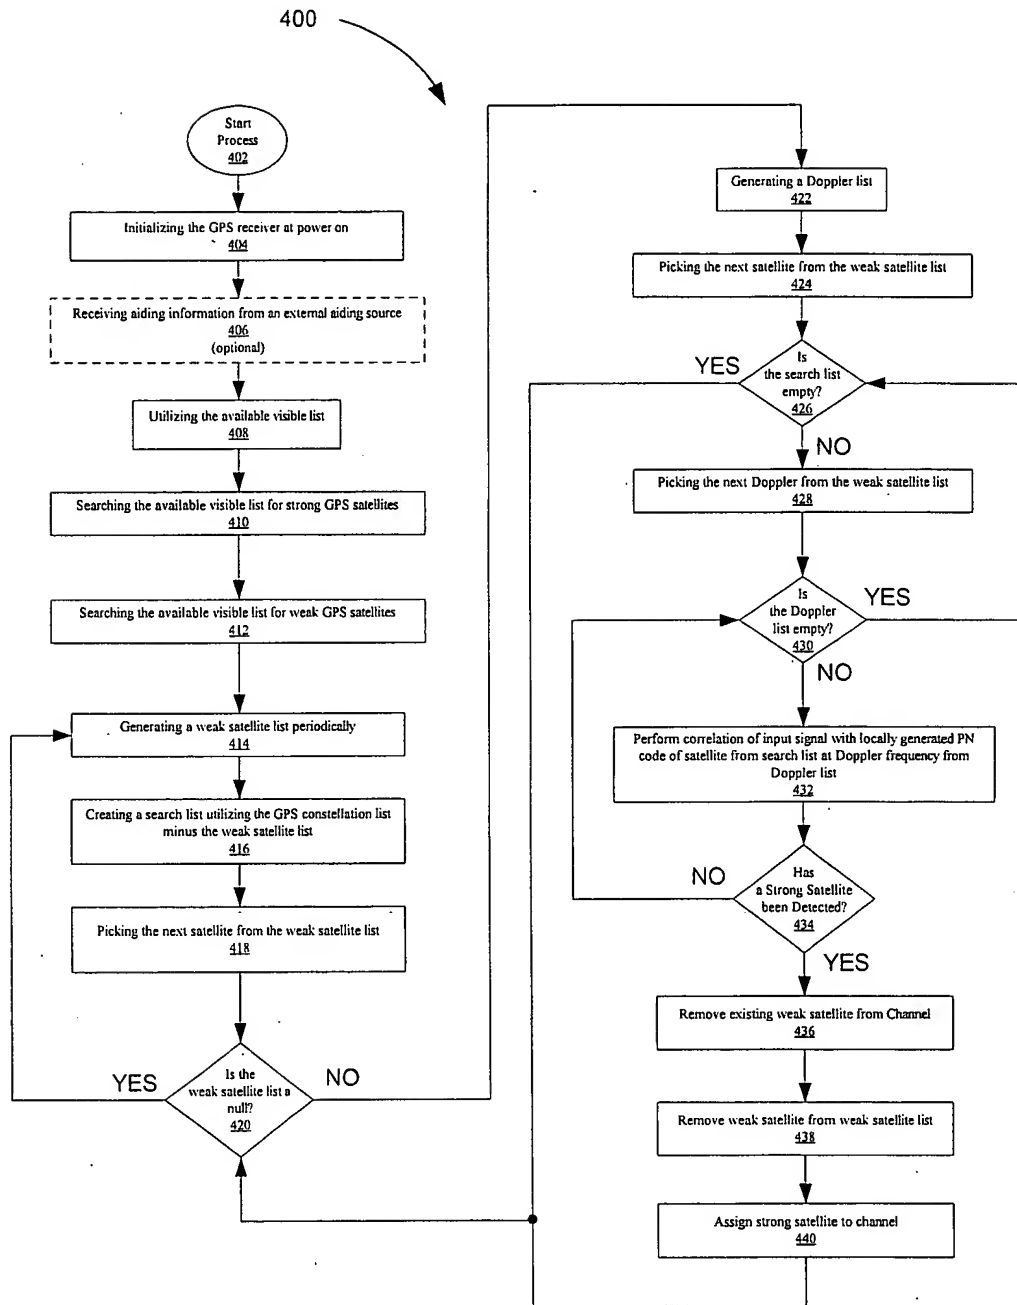 400
Start
Process
402
Initializing the GPS receiver at power on
404
Receiving aiding information from an external aiding source
406
(optional)
Utilizing the available visible list
408
Searching the available visible list for strong GPS satellites
410
Searching the available visible list for weak GPS satellites
412
Generating a weak satellite list periodically
414
Creating a search list utilizing the GPS constellation list
minus the weak satellite list
416
Picking the next satellite from the weak satellite list
418
Is the
weak satellite list a
null?
420
YES
NO
Generating a Doppler list
422
Picking the next satellite from the weak satellite list
424
Is
the search list
empty?
426
YES
NO
Picking the next Doppler from the weak satellite list
428
Is
the Doppler
list empty?
430
YES
NO
Perform correlation of input signal with locally generated PN
code of satellite from search list at Doppler frequency from
Doppler list
432
Has
a Strong Satellite
been Detected?
434
NO
YES
Remove existing weak satellite from Channel
436
Remove weak satellite from weak satellite list
438
Assign strong satellite to channel
440